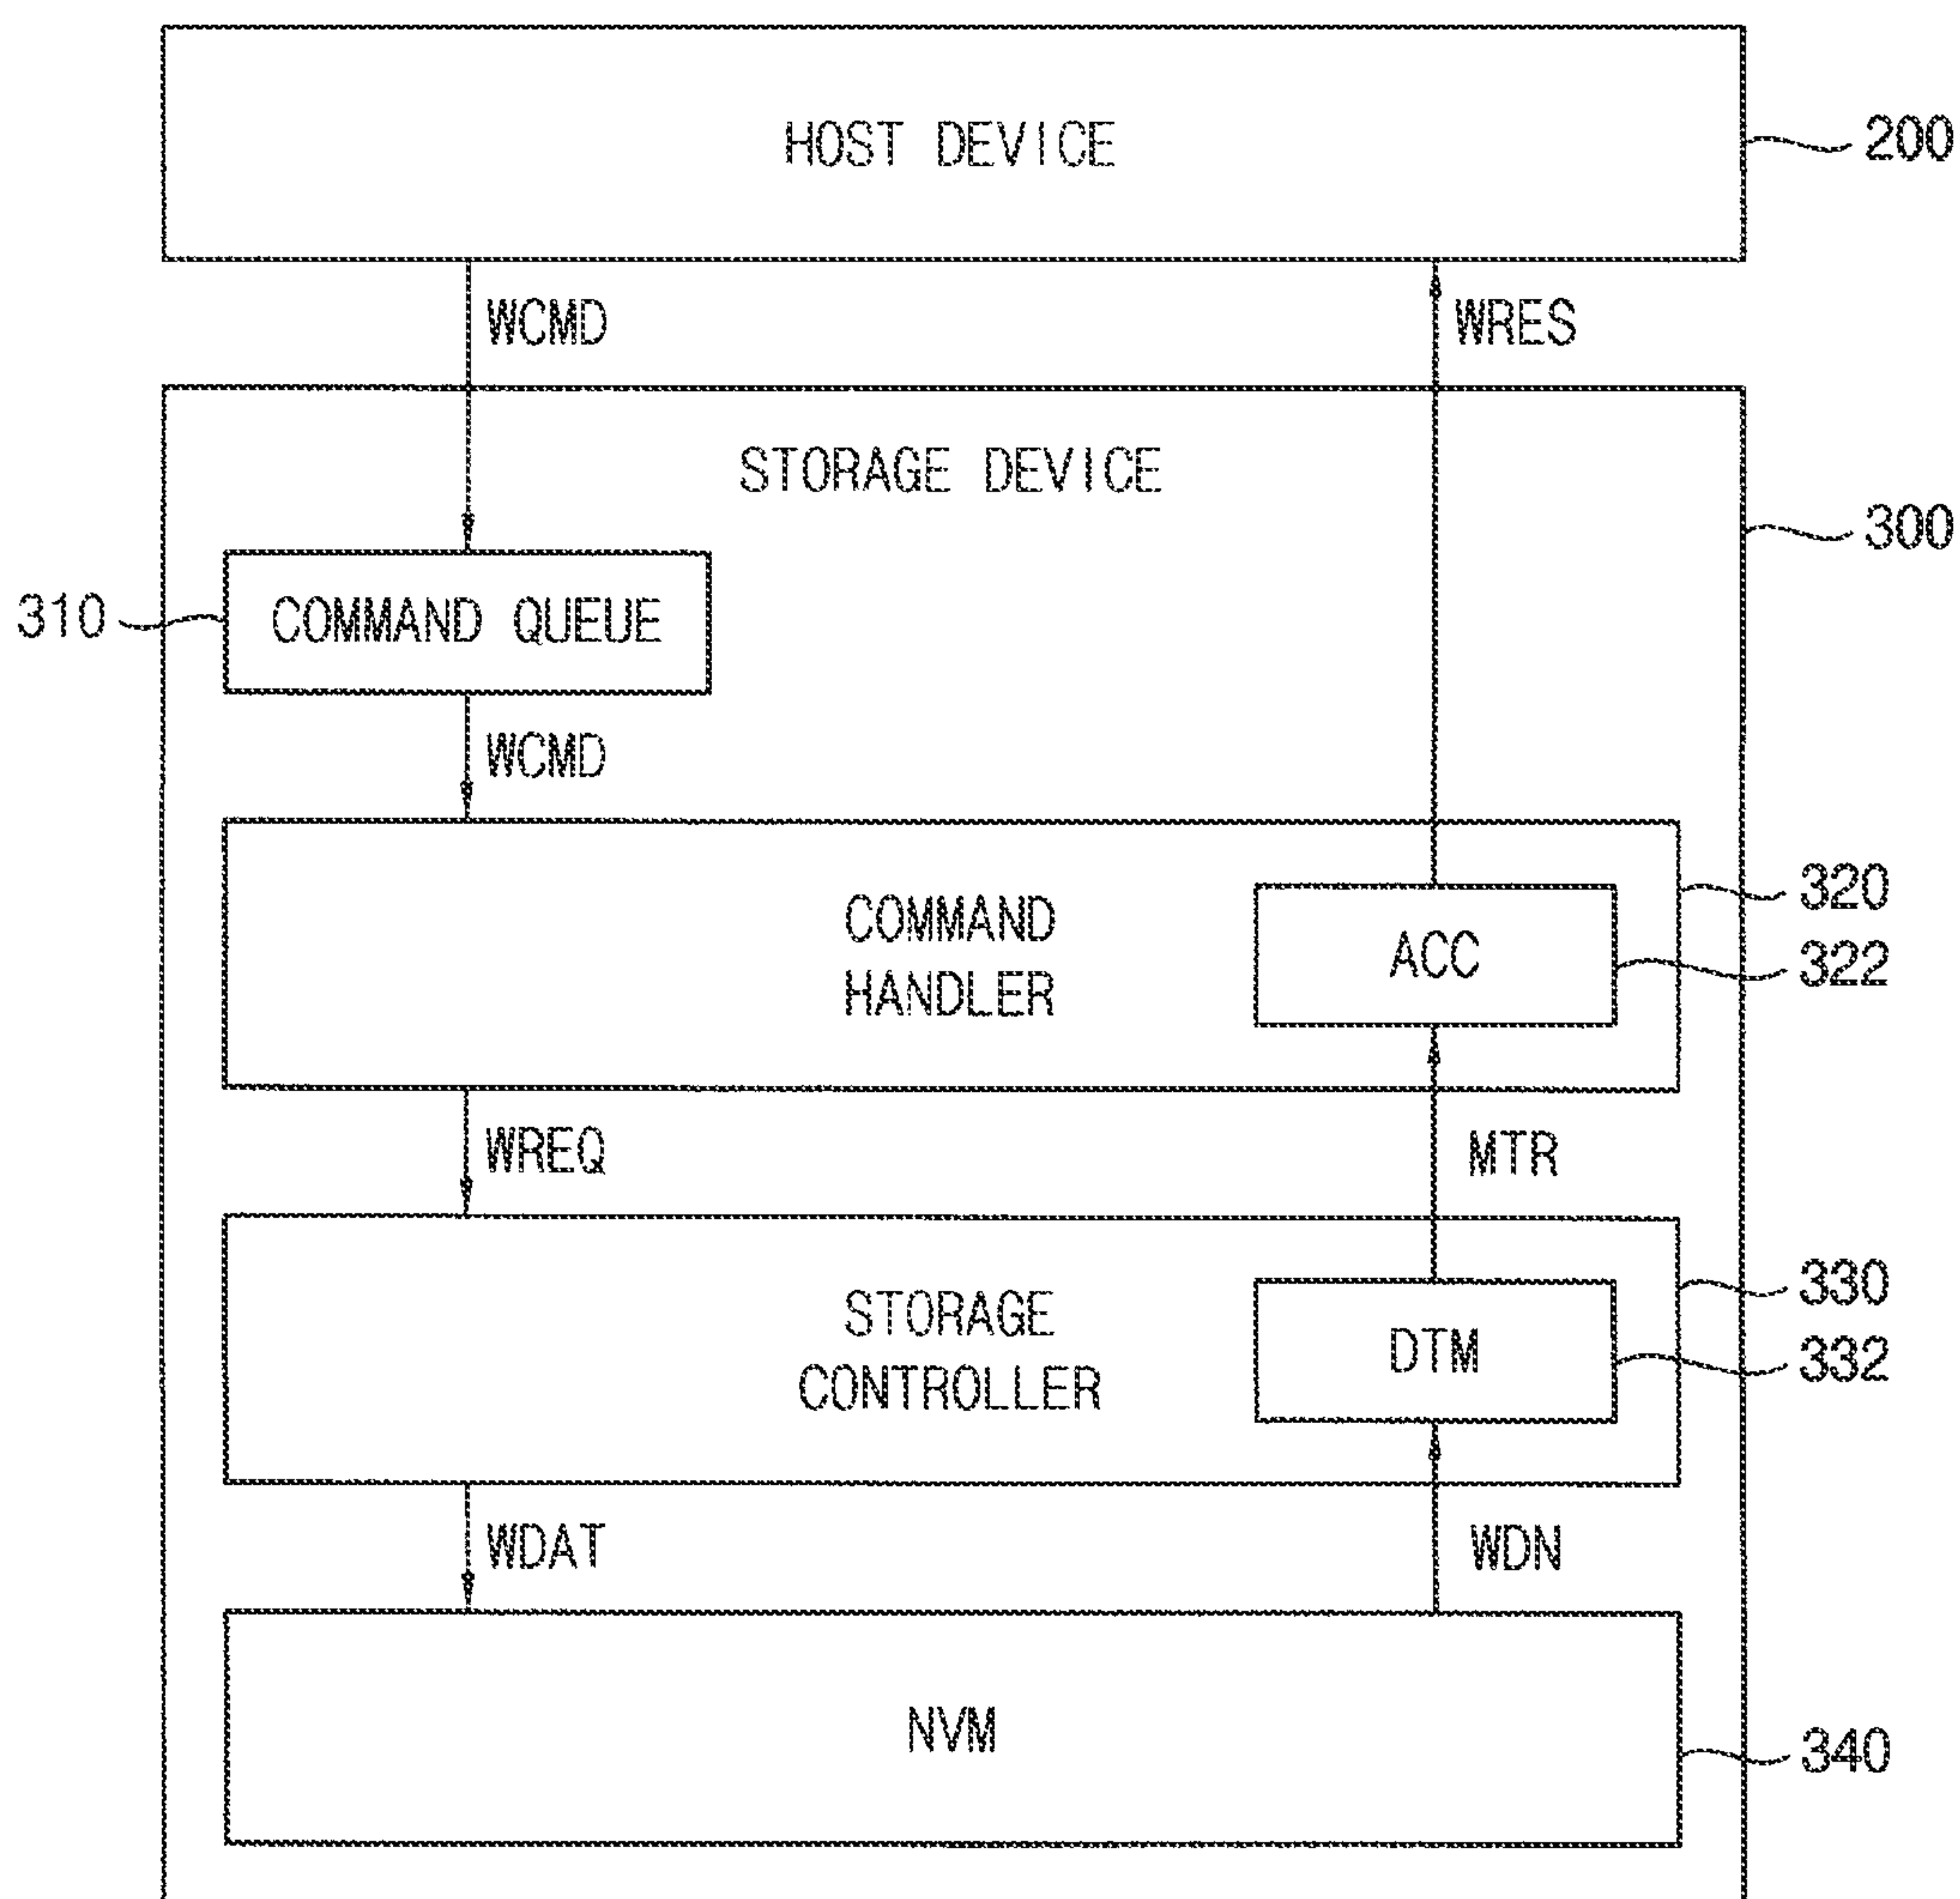 HOST DEVICE
200
WCMD
WRES
STORAGE DEVICE
300
310
COMMAND QUEUE
WCMD
320
COMMAND
HANDLER
ACC
322
WREQ
MTR
330
STORAGE
CONTROLLER
DTM
332
WDAT
WDN
NVM
340